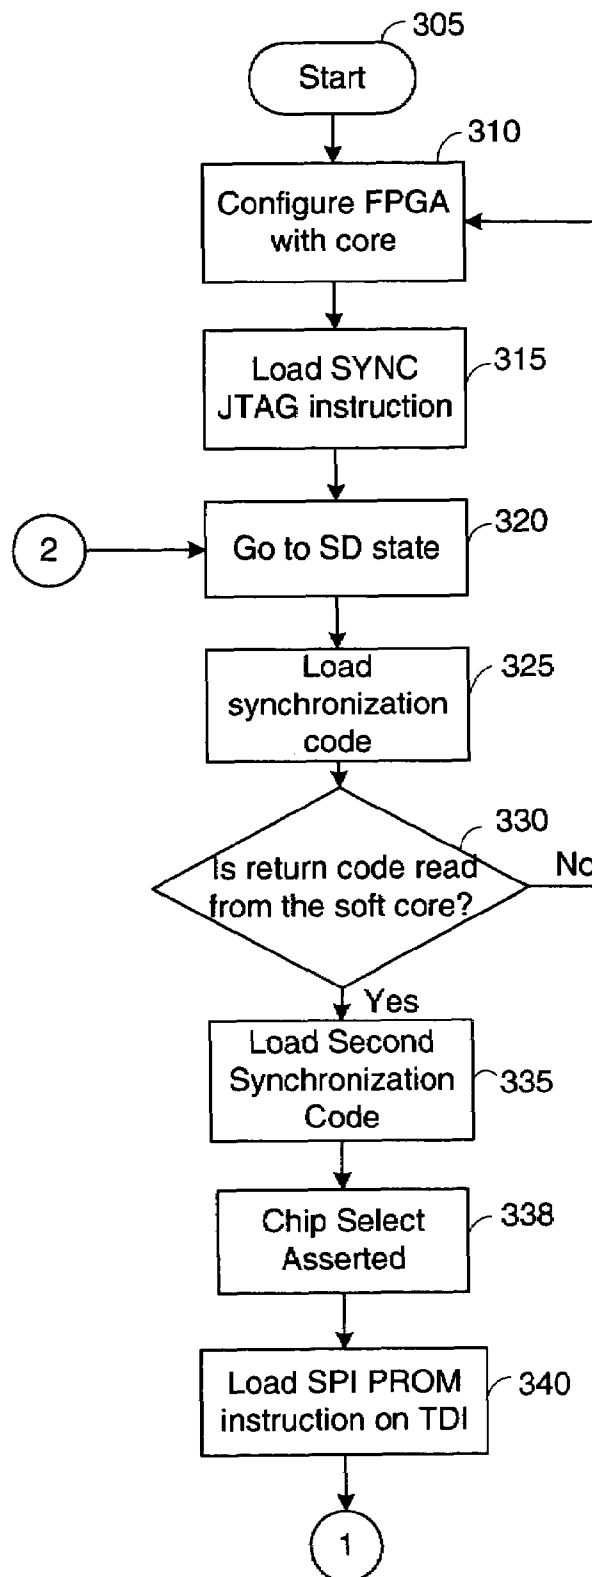 305
Start
310
Configure FPGA
with core
315
Load SYNC
JTAG instruction
320
2
Go to SD state
325
Load
synchronization
code
330
Is return code read
from the soft core?
No
Yes
Load Second
Synchronization
Code
335
Chip Select
Asserted
338
Load SPI PROM
instruction on TDI
340
1